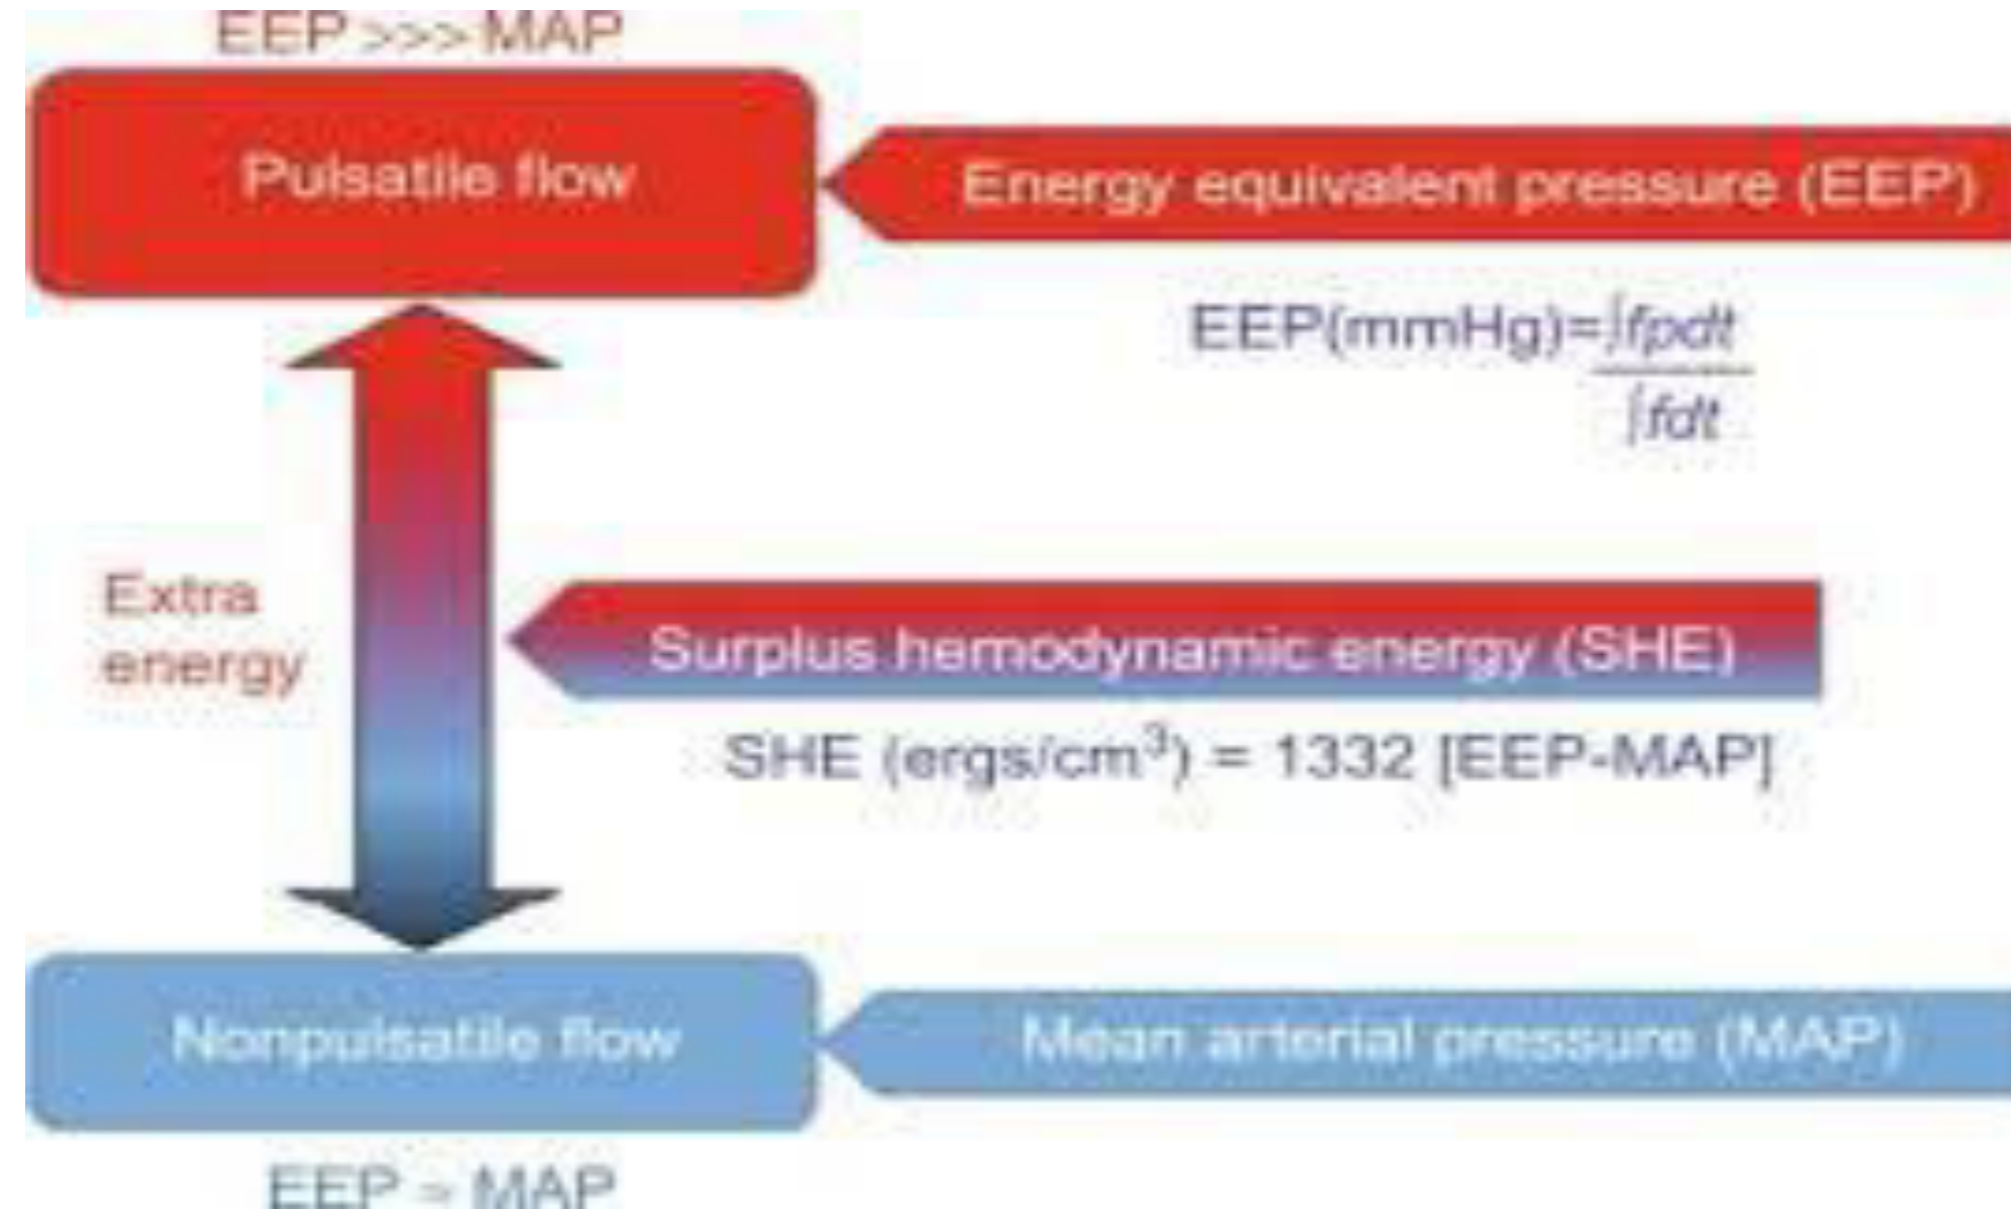 EEP >>> MAP
Pulsatile flow
Energy equivalent pressure (EEP)
EEP(mmHg)=∫fpdt
∫fdt
Extra
energy
Surplus hemodynamic energy (SHE)
SHE (ergs/cm³) = 1332 [EEP-MAP]
Nonpulsatile flow
Mean arterial pressure (MAP)
EEP ≃ MAP